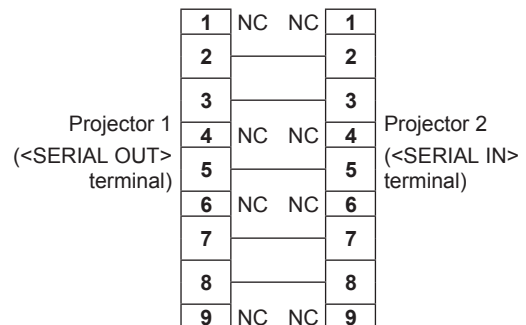 1 NC NC 1
2 2
3 3
Projector 1
(<SERIAL OUT>
terminal)
4 NC NC 4
5 5
6 NC NC 6
7 7
8 8
9 NC NC 9
Projector 2
(<SERIAL IN>
terminal)